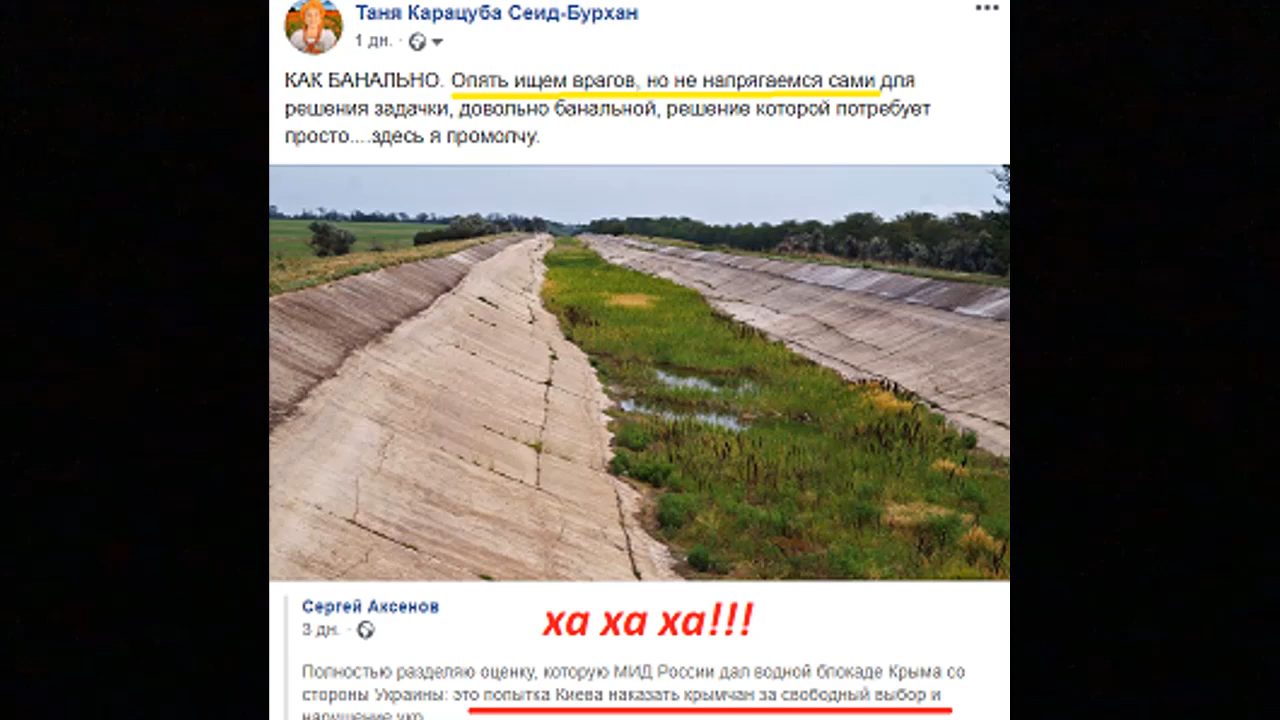 Таня Карацуба Сеид-Бурхан
1 дн. ·
КАК БАНАЛЬНО. Опять ищем врагов, но не напрягаемся сами для
решения задачки, довольно банальной, решение которой потребует
просто....здесь я промолчу.
Сергей Аксенов
3 дн. ·
ха ха ха!!!
Полностью разделяю оценку, которую МИД России дал водной блокаде Крыма со
стороны Украины: это попытка Киева наказать крымчан за свободный выбор и